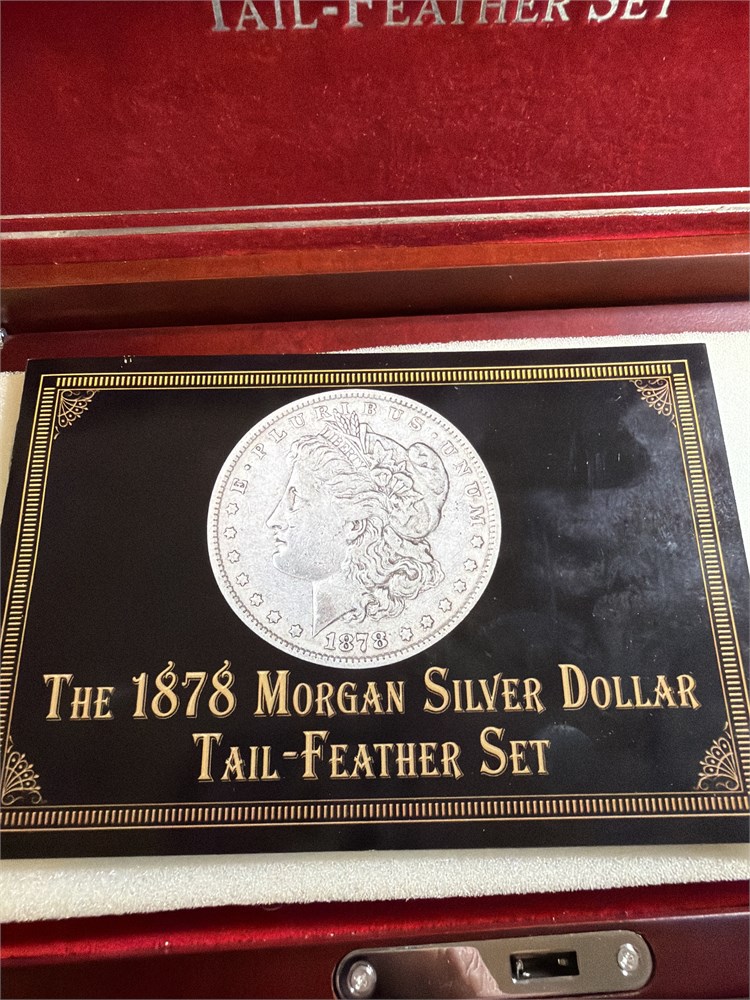 TAIL-FEATHER SET
E · PLURIBUS · UNUM
1878
THE 1878 MORGAN SILVER DOLLAR
TAIL-FEATHER SET